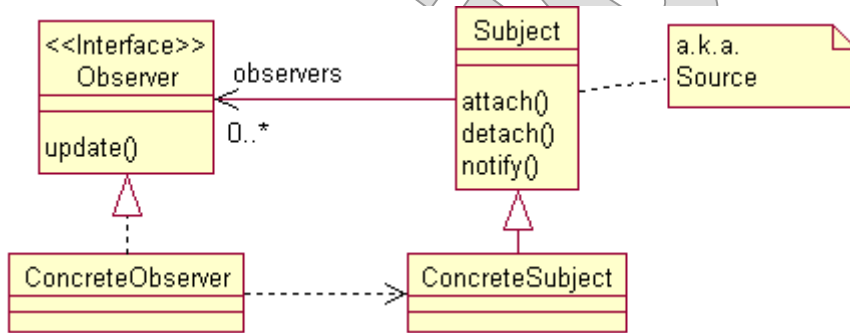 <<Interface>>
Observer
update()
observers
0..*
Subject
attach()
detach()
notify()
a.k.a.
Source
ConcreteObserver
ConcreteSubject